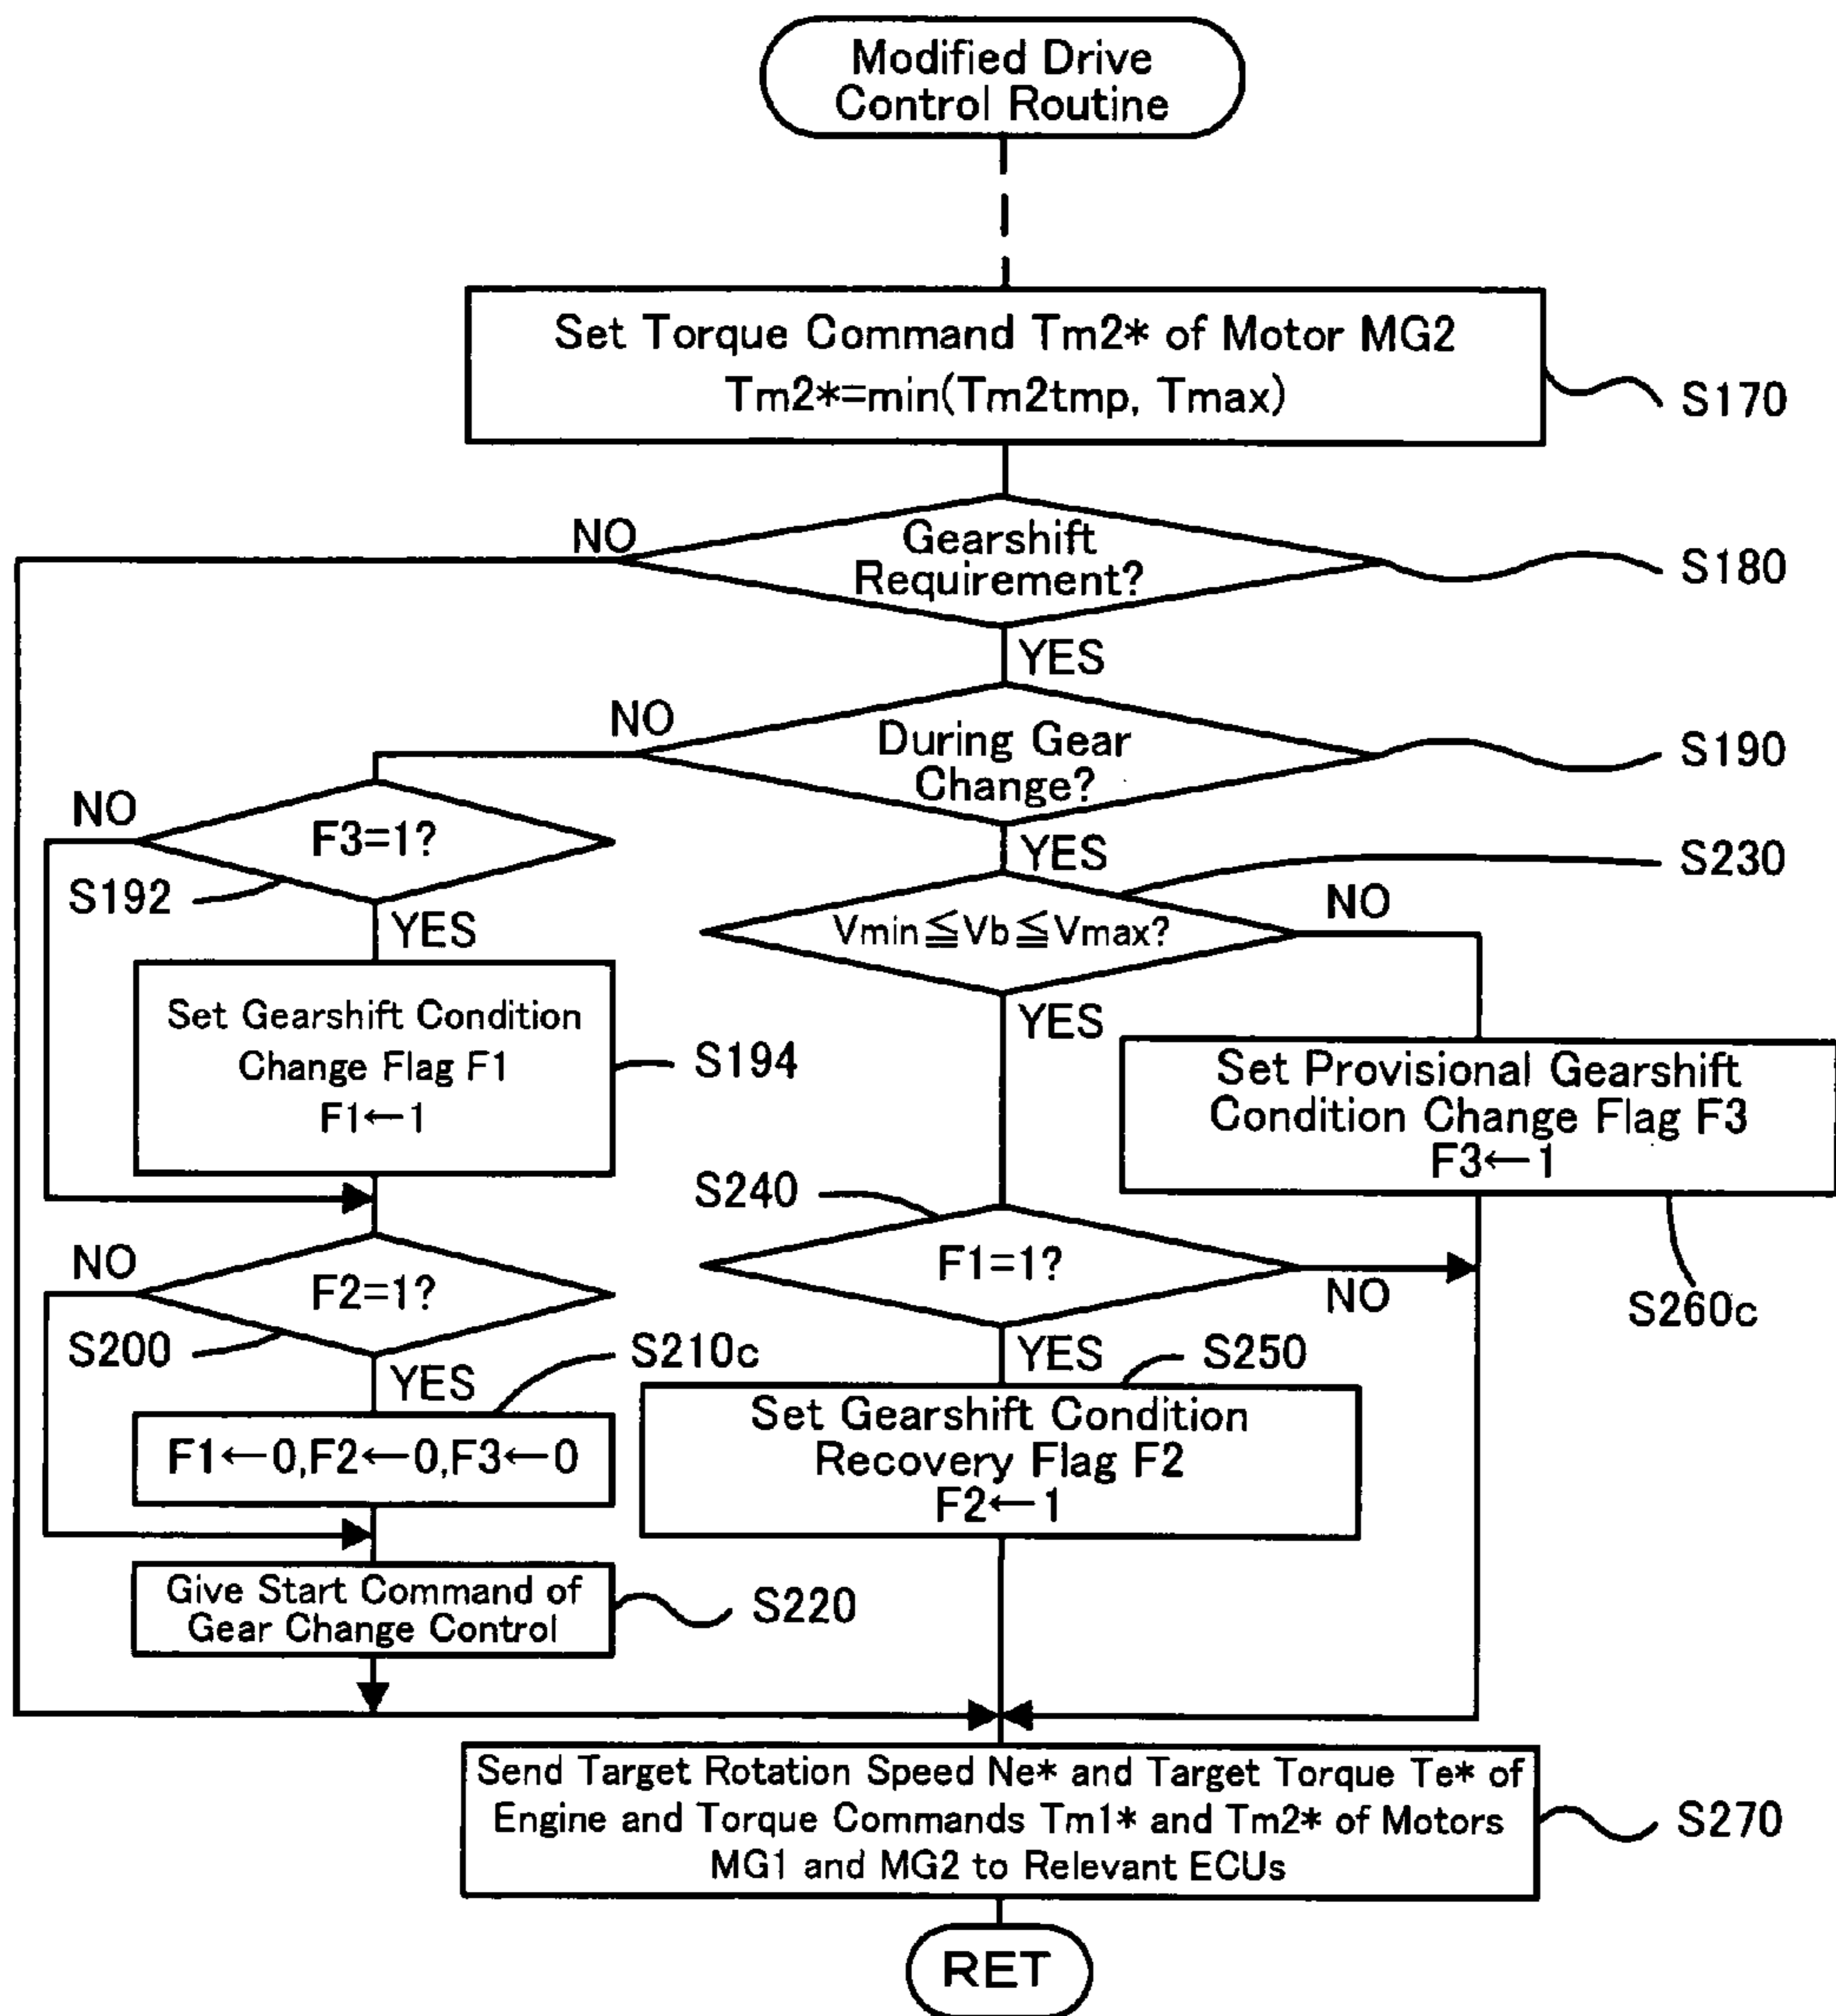 Modified Drive
Control Routine
Set Torque Command Tm2* of Motor MG2
Tm2*=min(Tm2tmp, Tmax)
S170
NO
Gearshift
Requirement?
S180
YES
NO
During Gear
Change?
S190
NO
F3=1?
S192
YES
YES
S230
Vmin≦Vb≦Vmax?
NO
YES
Set Gearshift Condition
Change Flag F1
F1←1
S194
Set Provisional Gearshift
Condition Change Flag F3
F3←1
S260c
S240
F1=1?
NO
YES
NO
F2=1?
S200
YES
S210c
F1←0,F2←0,F3←0
S250
Set Gearshift Condition
Recovery Flag F2
F2←1
Give Start Command of
Gear Change Control
S220
Send Target Rotation Speed Ne* and Target Torque Te* of
Engine and Torque Commands Tm1* and Tm2* of Motors
MG1 and MG2 to Relevant ECUs
S270
RET